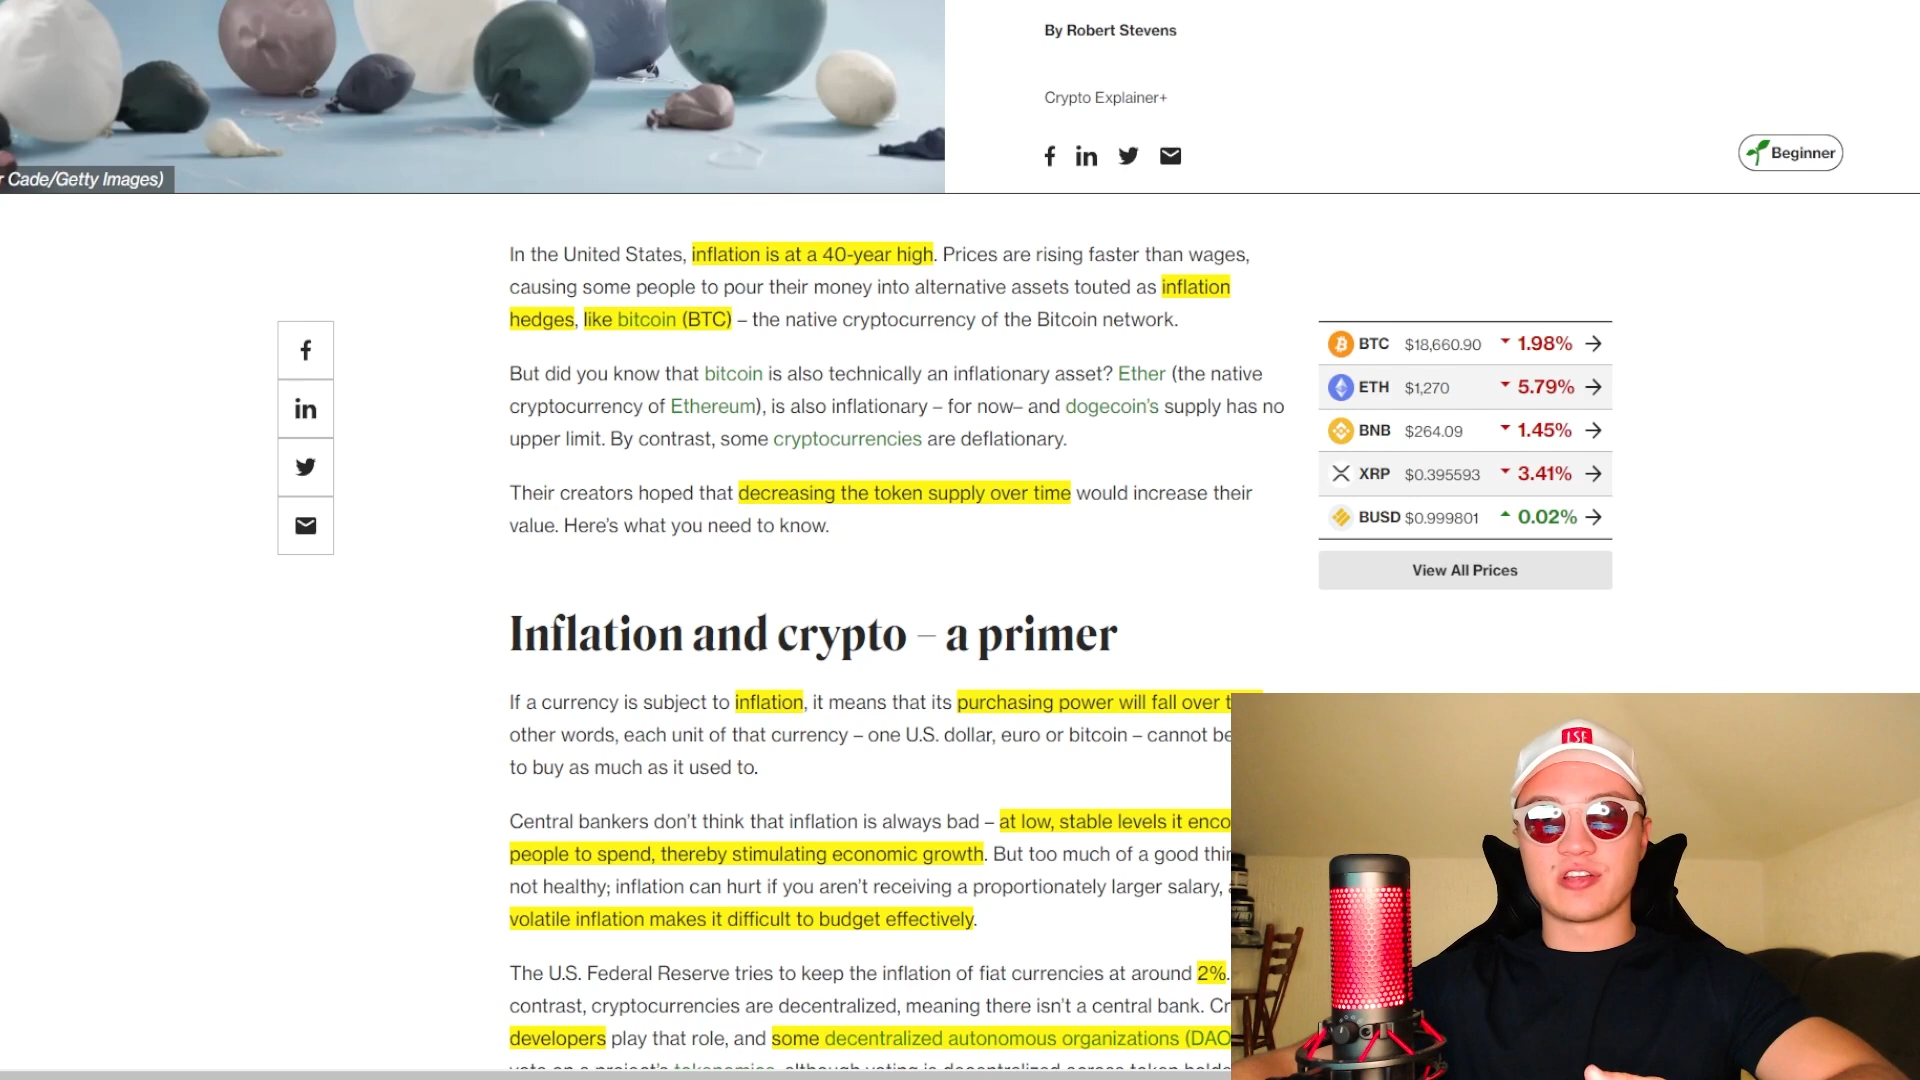 By Robert Stevens
Crypto Explainer+
Beginner
Cade/Getty Images)
In the United States, inflation is at a 40-year high. Prices are rising faster than wages,
causing some people to pour their money into alternative assets touted as inflation
hedges, like bitcoin (BTC) – the native cryptocurrency of the Bitcoin network.
But did you know that bitcoin is also technically an inflationary asset? Ether (the native
cryptocurrency of Ethereum), is also inflationary – for now– and dogecoin’s supply has no
upper limit. By contrast, some cryptocurrencies are deflationary.
Their creators hoped that decreasing the token supply over time would increase their
value. Here’s what you need to know.
BTC $18,660.90 1.98%
ETH $1,270 5.79%
BNB $264.09 1.45%
XRP $0.395593 3.41%
BUSD $0.999801 0.02%
View All Prices
Inflation and crypto – a primer
If a currency is subject to inflation, it means that its purchasing power will fall over
other words, each unit of that currency – one U.S. dollar, euro or bitcoin – cannot be
to buy as much as it used to.
Central bankers don’t think that inflation is always bad – at low, stable levels it
people to spend, thereby stimulating economic growth. But too much of a good
not healthy; inflation can hurt if you aren’t receiving a proportionately larger salary,
volatile inflation makes it difficult to budget effectively.
The U.S. Federal Reserve tries to keep the inflation of fiat currencies at around 2%.
contrast, cryptocurrencies are decentralized, meaning there isn’t a central bank.
developers play that role, and some decentralized autonomous organizations (DAO
LSE